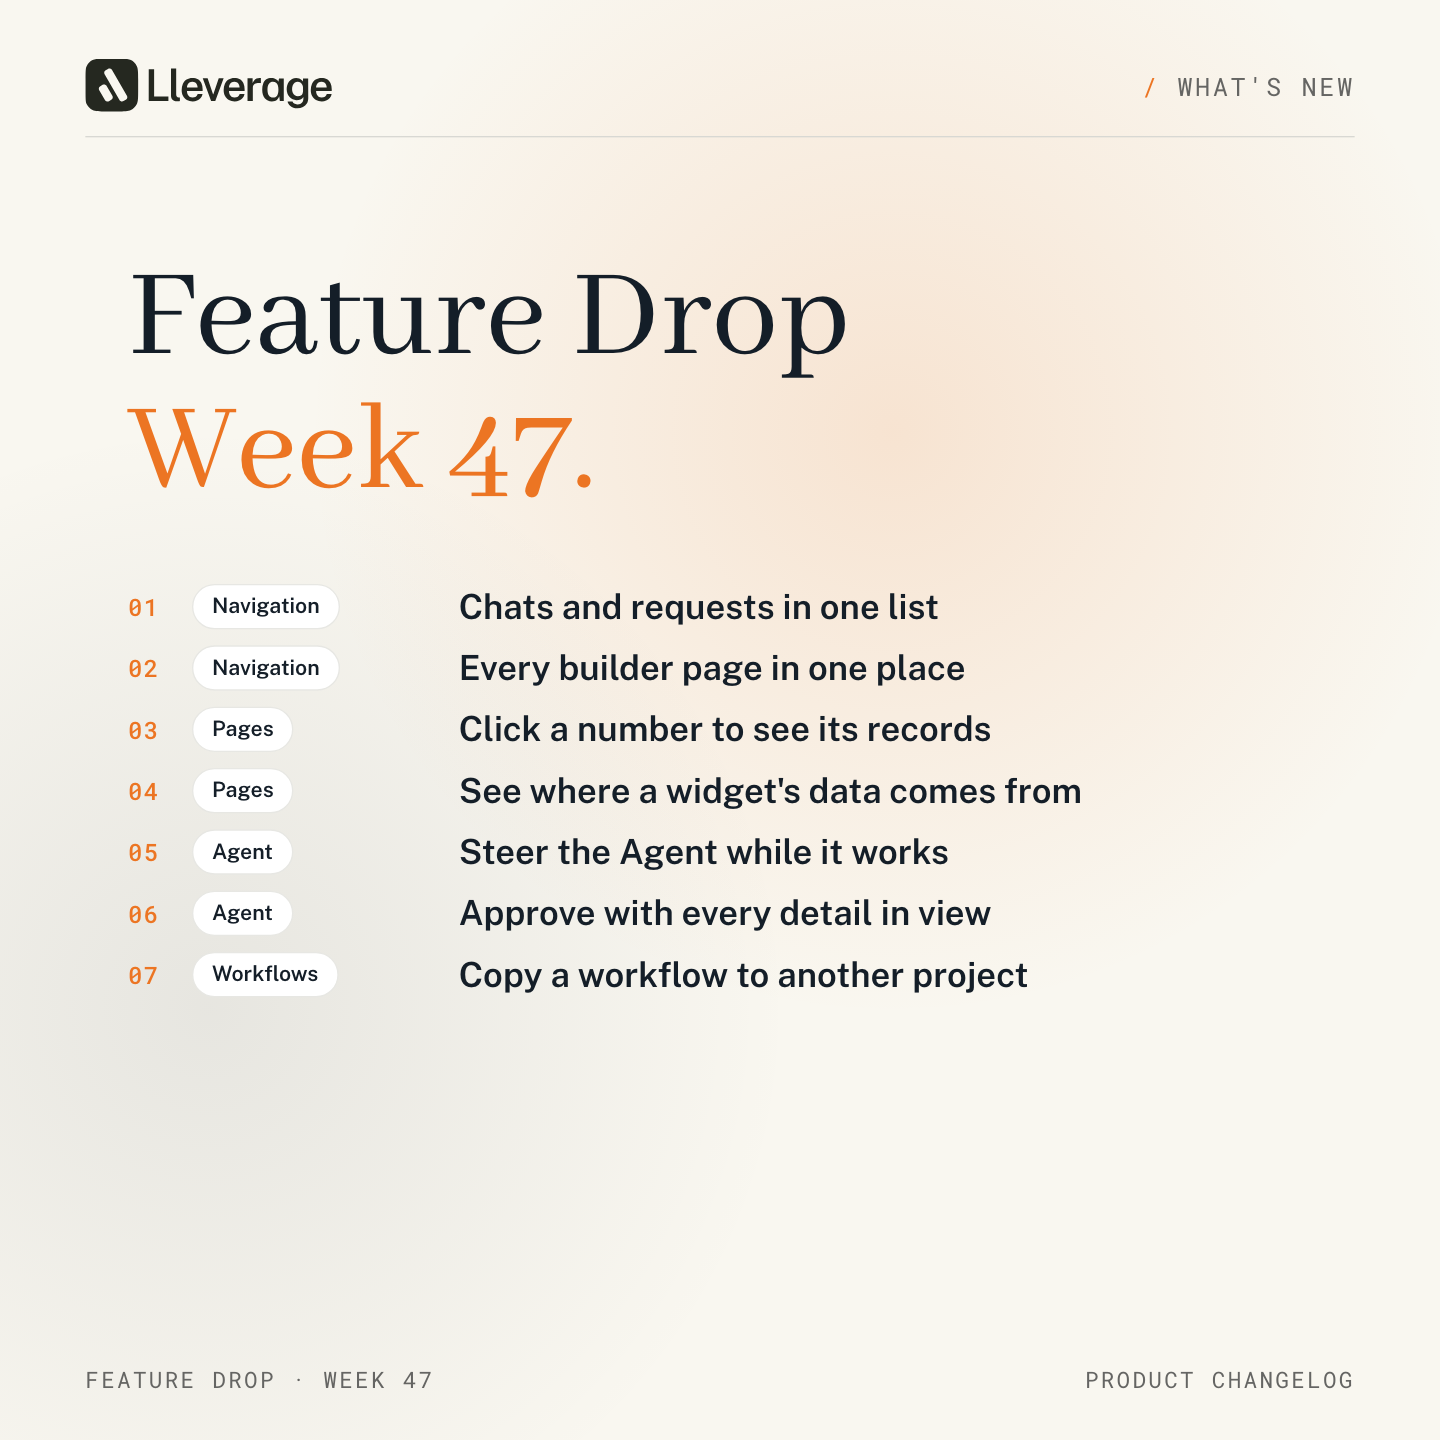 Lleverage
/ WHAT'S NEW
Feature Drop
Week 47.
01 Navigation Chats and requests in one list
02 Navigation Every builder page in one place
03 Pages Click a number to see its records
04 Pages See where a widget's data comes from
05 Agent Steer the Agent while it works
06 Agent Approve with every detail in view
07 Workflows Copy a workflow to another project
FEATURE DROP · WEEK 47
PRODUCT CHANGELOG